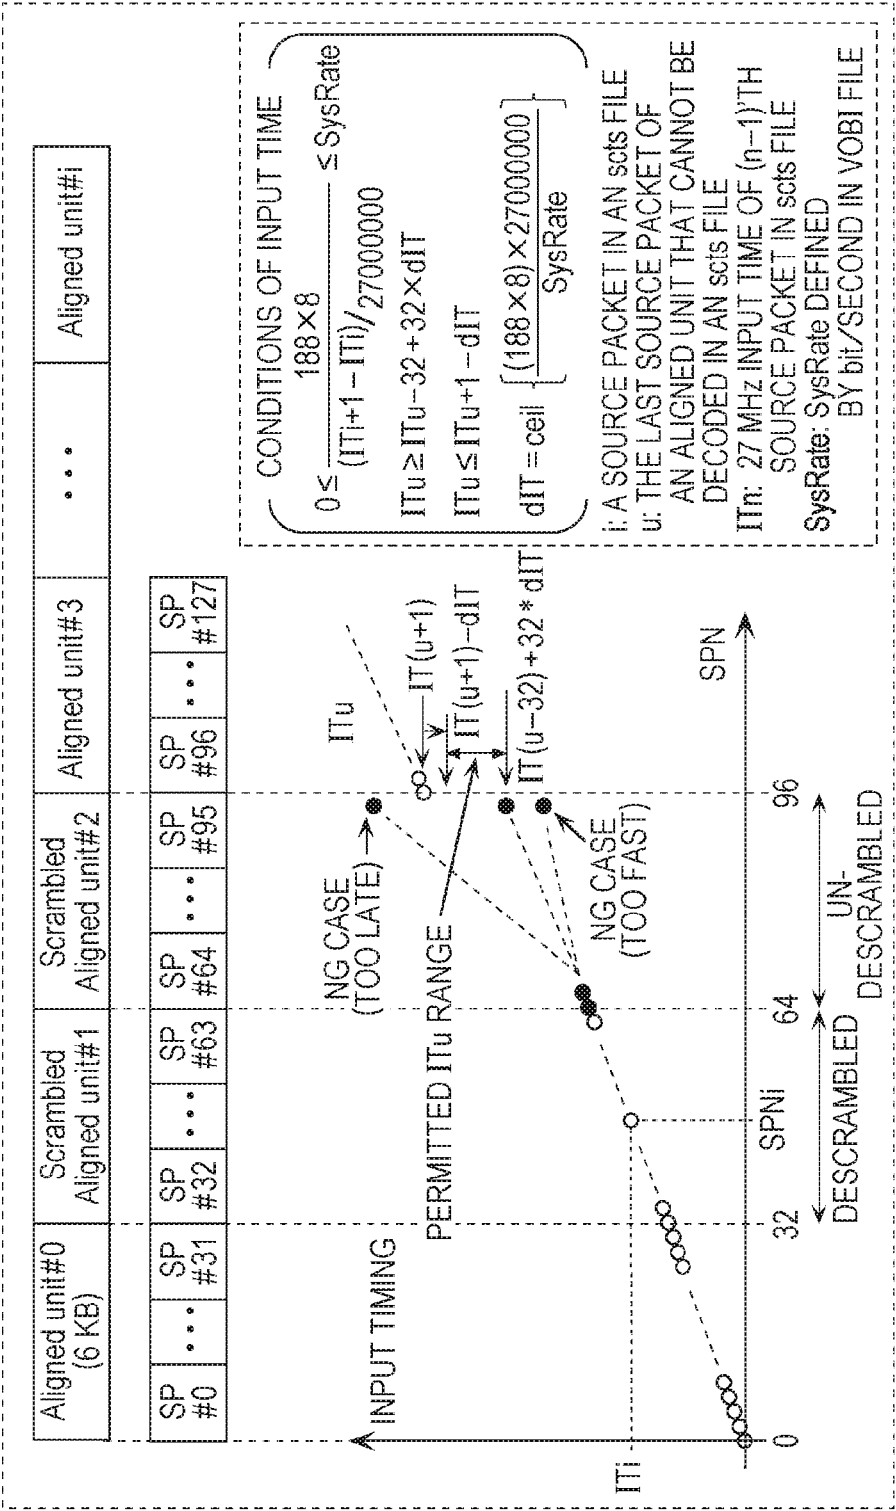 Aligned unit#0
(6 KB)
Scrambled
Aligned unit#1
Scrambled
Aligned unit#2
Aligned unit#3
• • •
Aligned unit#i
SP
#0
• • •
SP
#31
SP
#32
• • •
SP
#63
SP
#64
• • •
SP
#95
SP
#96
• • •
SP
#127
INPUT TIMING
NG CASE
(TOO LATE)
ITu
IT(u+1)
IT(u+1)-dIT
IT(u-32)+32*dIT
PERMITTED ITu RANGE
NG CASE
(TOO FAST)
ITi
0
32
SPNi
64
96
SPN
DESCRAMBLED
UN-
DESCRAMBLED
CONDITIONS OF INPUT TIME
0 ≤ 188×8 / (ITi+1-ITi)/27000000 ≤ SysRate
ITu ≥ ITu-32+32×dIT
ITu ≤ ITu+1-dIT
dIT = ceil { (188×8)×27000000 / SysRate }
i: A SOURCE PACKET IN AN scts FILE
u: THE LAST SOURCE PACKET OF
AN ALIGNED UNIT THAT CANNOT BE
DECODED IN AN scts FILE
ITn: 27 MHz INPUT TIME OF (n-1)'TH
SOURCE PACKET IN scts FILE
SysRate: SysRate DEFINED
BY bit/SECOND IN VOBI FILE